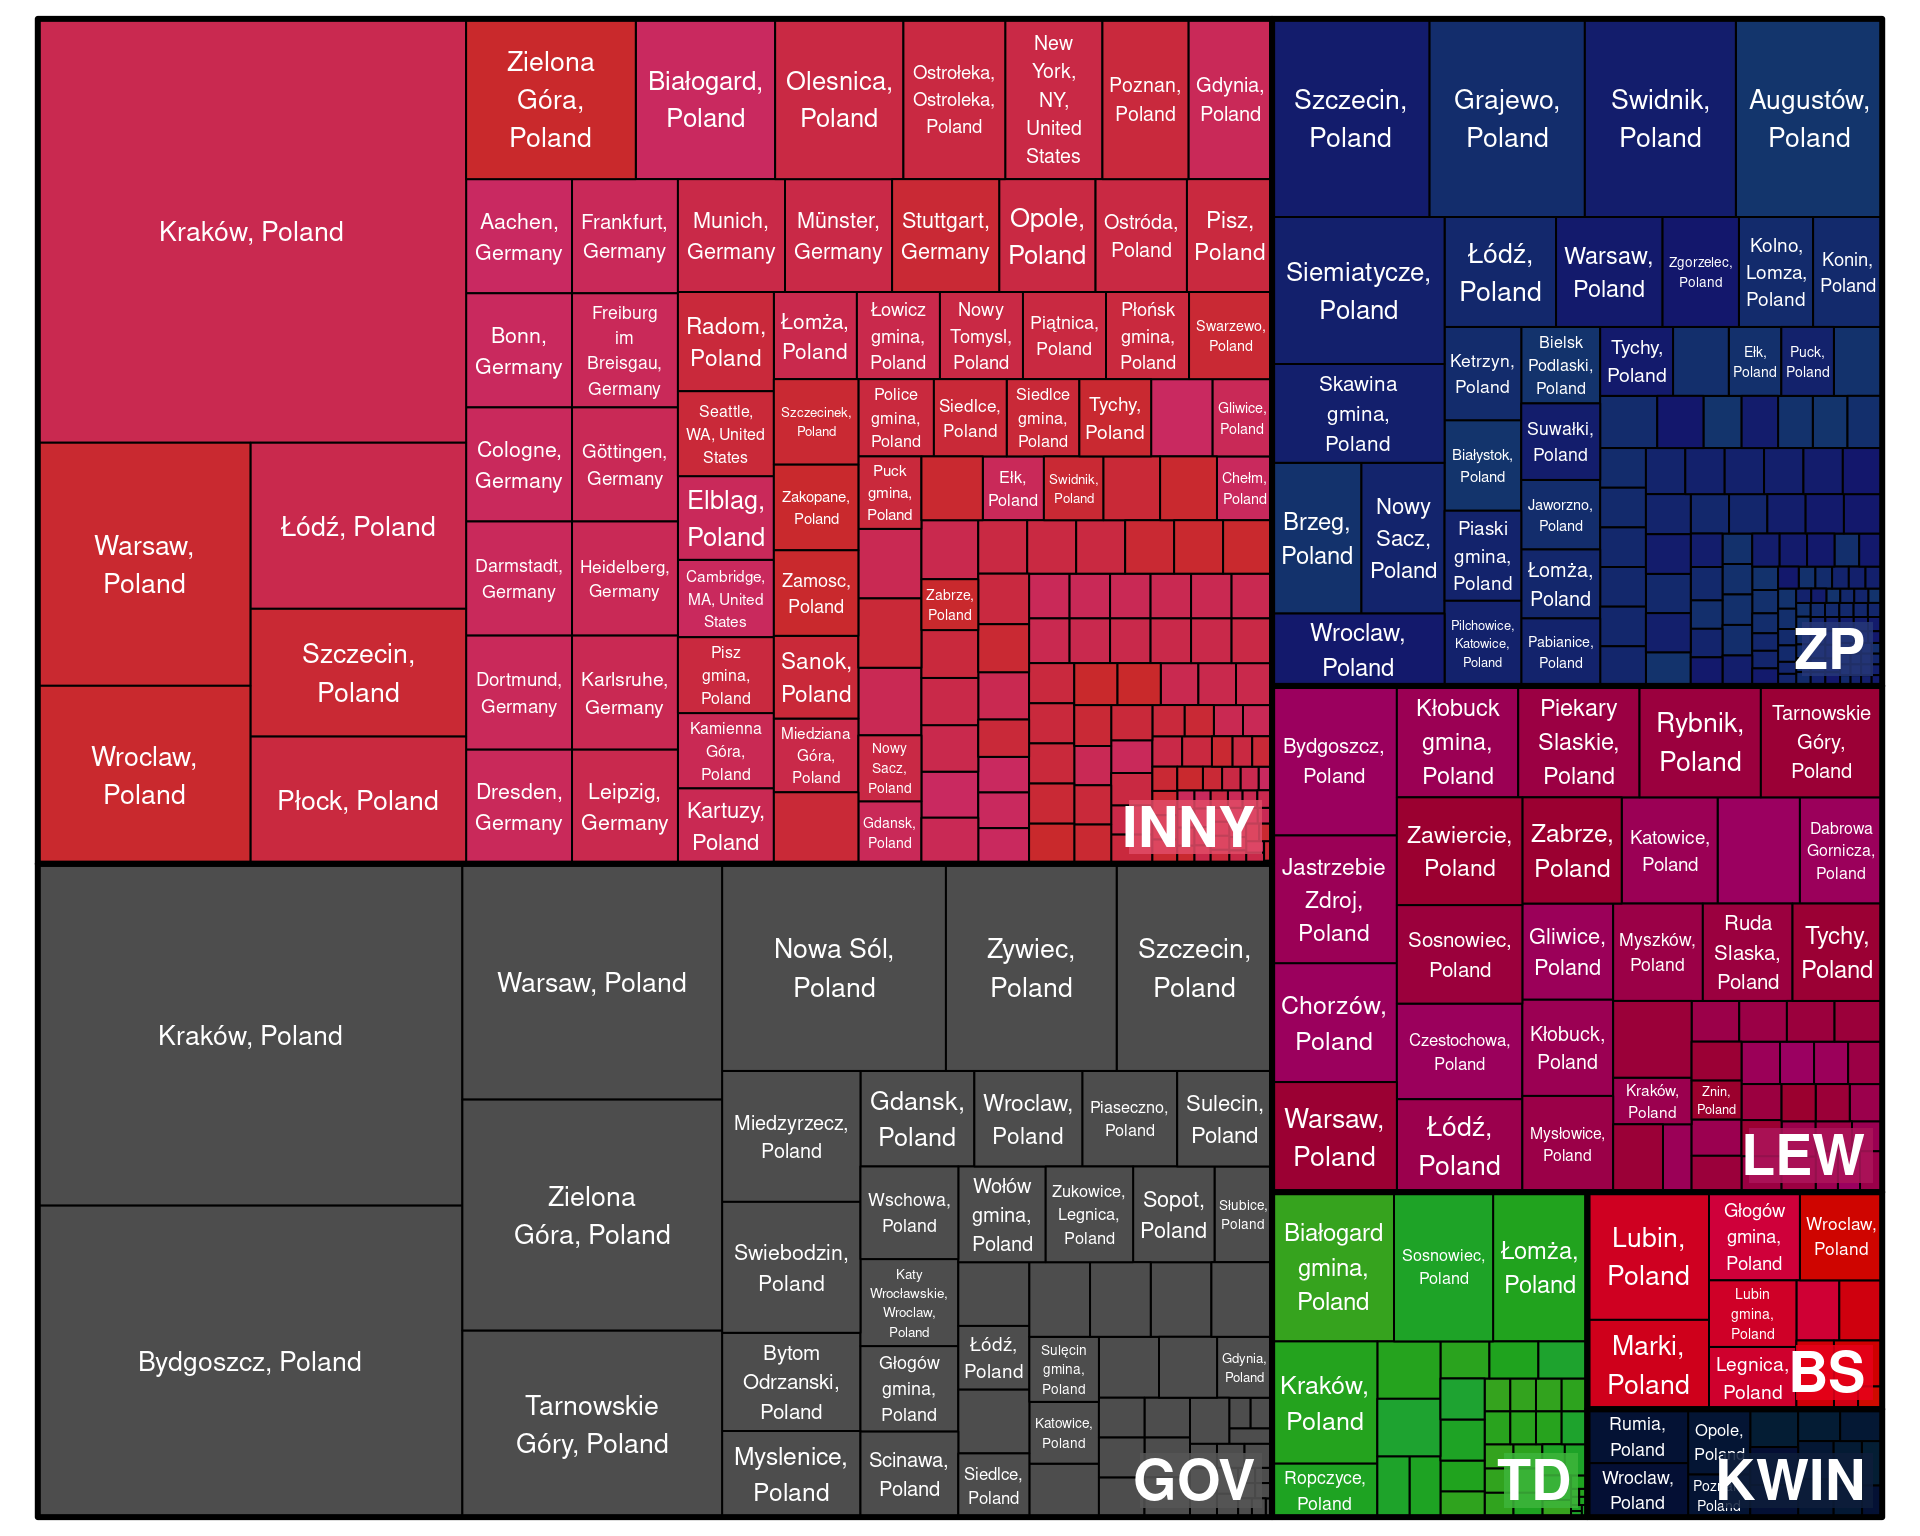 Kraków, Poland
Warsaw,
Poland
Wroclaw,
Poland
Łódź, Poland
Szczecin,
Poland
Płock, Poland
Zielona
Góra,
Poland
Białogard,
Poland
Olesnica,
Poland
Ostrołeka,
Ostroleka,
Poland
New
York,
NY,
United
States
Poznan,
Poland
Gdynia,
Poland
Aachen,
Germany
Frankfurt,
Germany
Munich,
Germany
Münster,
Germany
Stuttgart,
Germany
Opole,
Poland
Ostróda,
Poland
Pisz,
Poland
Bonn,
Germany
Freiburg
im
Breisgau,
Germany
Cologne,
Germany
Göttingen,
Germany
Darmstadt,
Germany
Heidelberg,
Germany
Dortmund,
Germany
Karlsruhe,
Germany
Dresden,
Germany
Leipzig,
Germany
Radom,
Poland
Seattle,
WA, United
States
Elblag,
Poland
Cambridge,
MA, United
States
Pisz
gmina,
Poland
Kamienna
Góra,
Poland
Kartuzy,
Poland
Łomża,
Poland
Łowicz
gmina,
Poland
Nowy
Tomysl,
Poland
Piątnica,
Poland
Płońsk
gmina,
Poland
Swarzewo,
Poland
Szczecinek,
Poland
Zakopane,
Poland
Zamosc,
Poland
Sanok,
Poland
Miedziana
Góra,
Poland
Police
gmina,
Poland
Siedlce,
Poland
Siedlce
gmina,
Poland
Tychy,
Poland
Gliwice,
Poland
Puck
gmina,
Poland
Ełk,
Poland
Swidnik,
Poland
Chełm,
Poland
Zabrze,
Poland
Nowy
Sacz,
Poland
Gdansk,
Poland
INNY
Szczecin,
Poland
Grajewo,
Poland
Swidnik,
Poland
Augustów,
Poland
Siemiatycze,
Poland
Skawina
gmina,
Poland
Brzeg,
Poland
Nowy
Sacz,
Poland
Wroclaw,
Poland
Łódź,
Poland
Warsaw,
Poland
Zgorzelec,
Poland
Kolno,
Lomza,
Poland
Konin,
Poland
Ketrzyn,
Poland
Białystok,
Poland
Piaski
gmina,
Poland
Pilchowice,
Katowice,
Poland
Bielsk
Podlaski,
Poland
Suwałki,
Poland
Jaworzno,
Poland
Łomża,
Poland
Pabianice,
Poland
Tychy,
Poland
Ełk,
Poland
Puck,
Poland
ZP
Bydgoszcz,
Poland
Jastrzebie
Zdroj,
Poland
Chorzów,
Poland
Warsaw,
Poland
Kłobuck
gmina,
Poland
Piekary
Slaskie,
Poland
Rybnik,
Poland
Tarnowskie
Góry,
Poland
Zawiercie,
Poland
Sosnowiec,
Poland
Czestochowa,
Poland
Łódź,
Poland
Zabrze,
Poland
Katowice,
Poland
Dabrowa
Gornicza,
Poland
Gliwice,
Poland
Myszków,
Poland
Ruda
Slaska,
Poland
Tychy,
Poland
Kłobuck,
Poland
Mysłowice,
Poland
Kraków,
Poland
Znin,
Poland
LEW
Kraków, Poland
Bydgoszcz, Poland
Warsaw, Poland
Zielona
Góra, Poland
Tarnowskie
Góry, Poland
Nowa Sól,
Poland
Zywiec,
Poland
Szczecin,
Poland
Miedzyrzecz,
Poland
Swiebodzin,
Poland
Bytom
Odrzanski,
Poland
Myslenice,
Poland
Gdansk,
Poland
Wroclaw,
Poland
Piaseczno,
Poland
Sulecin,
Poland
Wschowa,
Poland
Katy
Wrocławskie,
Wroclaw,
Poland
Głogów
gmina,
Poland
Scinawa,
Poland
Wołów
gmina,
Poland
Zukowice,
Legnica,
Poland
Sopot,
Poland
Słubice,
Poland
Łódź,
Poland
Siedlce,
Poland
Sulęcin
gmina,
Poland
Katowice,
Poland
Gdynia,
Poland
GOV
Białogard
gmina,
Poland
Sosnowiec,
Poland
Łomża,
Poland
Kraków,
Poland
Ropczyce,
Poland
TD
Lubin,
Poland
Marki,
Poland
Głogów
gmina,
Poland
Wroclaw,
Poland
Lubin
gmina,
Poland
Legnica,
Poland
BS
Rumia,
Poland
Wroclaw,
Poland
Opole,
Poland
Poznan,
Poland
KWIN